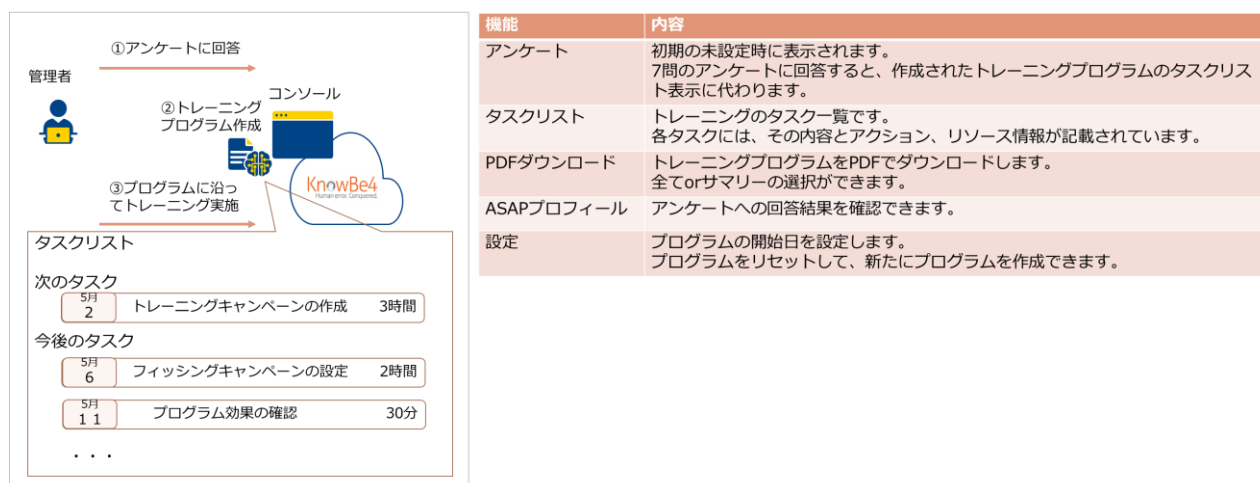 ①アンケートに回答
管理者
コンソール
②トレーニング
プログラム作成
KnowBe4
Human error. Conquered.
③プログラムに沿っ
てトレーニング実施
タスクリスト
次のタスク
5月
2
トレーニングキャンペーンの作成 3時間
今後のタスク
5月
6
フィッシングキャンペーンの設定 2時間
5月
11
プログラム効果の確認 30分
・・・
機能 内容
アンケート 初期の未設定時に表示されます。
7問のアンケートに回答すると、作成されたトレーニングプログラムのタスクリス
ト表示に代わります。
タスクリスト トレーニングのタスク一覧です。
各タスクには、その内容とアクション、リソース情報が記載されています。
PDFダウンロード トレーニングプログラムをPDFでダウンロードします。
全てorサマリーの選択ができます。
ASAPプロフィール アンケートへの回答結果を確認できます。
設定 プログラムの開始日を設定します。
プログラムをリセットして、新たにプログラムを作成できます。